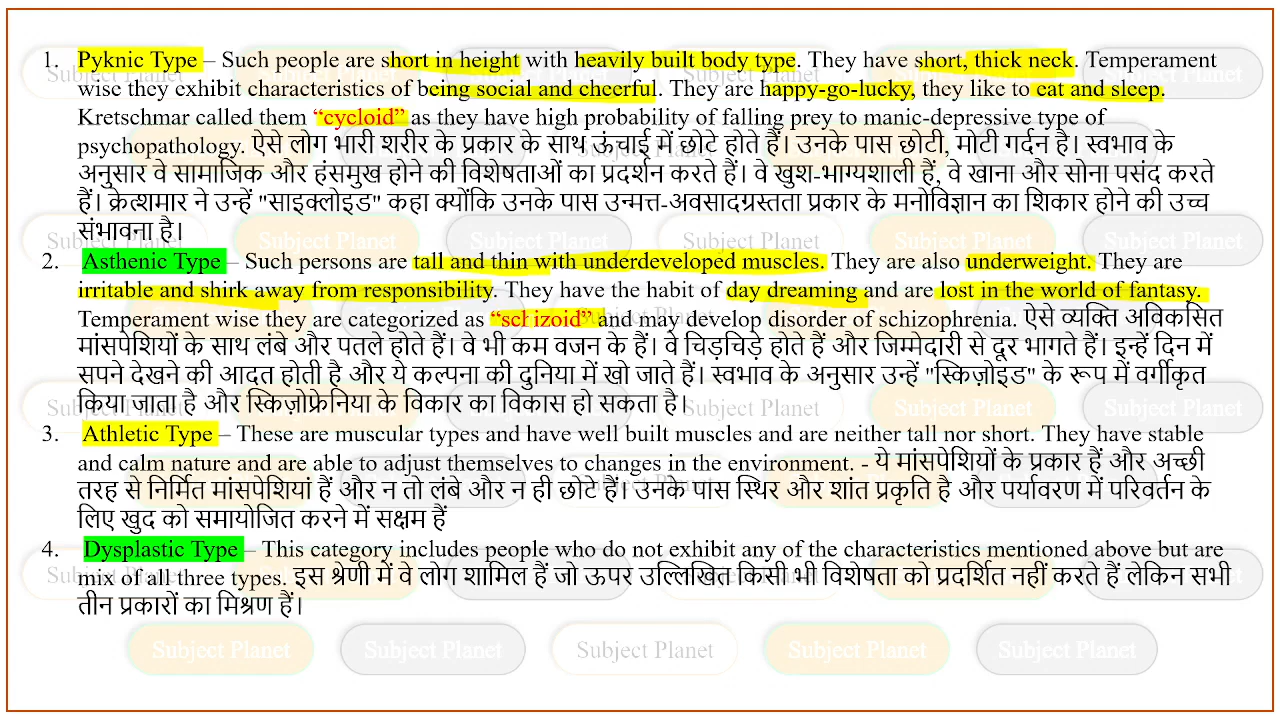 1. Pyknic Type – Such people are short in height with heavily built body type. They have short, thick neck. Temperament
wise they exhibit characteristics of being social and cheerful. They are happy-go-lucky, they like to eat and sleep.
Kretschmar called them “cycloid” as they have high probability of falling prey to manic-depressive type of
psychopathology. ऐसे लोग भारी शरीर के प्रकार के साथ ऊंचाई में छोटे होते हैं। उनके पास छोटी, मोटी गर्दन है। स्वभाव के
अनुसार वे सामाजिक और हंसमुख होने की विशेषताओं का प्रदर्शन करते हैं। वे खुश-भाग्यशाली हैं, वे खाना और सोना पसंद करते
हैं। क्रेत्शमार ने उन्हें "साइक्लोइड" कहा क्योंकि उनके पास उन्मत्त-अवसादग्रस्तता प्रकार के मनोविज्ञान का शिकार होने की उच्च
संभावना है।
2. Asthenic Type – Such persons are tall and thin with underdeveloped muscles. They are also underweight. They are
irritable and shirk away from responsibility. They have the habit of day dreaming and are lost in the world of fantasy.
Temperament wise they are categorized as “schizoid” and may develop disorder of schizophrenia. ऐसे व्यक्ति अविकसित
मांसपेशियों के साथ लंबे और पतले होते हैं। वे भी कम वजन के हैं। वे चिड़चिड़े होते हैं और जिम्मेदारी से दूर भागते हैं। इन्हें दिन में
सपने देखने की आदत होती है और ये कल्पना की दुनिया में खो जाते हैं। स्वभाव के अनुसार उन्हें "स्किज़ोइड" के रूप में वर्गीकृत
किया जाता है और स्किज़ोफ्रेनिया के विकार का विकास हो सकता है।
3. Athletic Type – These are muscular types and have well built muscles and are neither tall nor short. They have stable
and calm nature and are able to adjust themselves to changes in the environment. - ये मांसपेशियों के प्रकार हैं और अच्छी
तरह से निर्मित मांसपेशियां हैं और न तो लंबे और न ही छोटे हैं। उनके पास स्थिर और शांत प्रकृति है और पर्यावरण में परिवर्तन के
लिए खुद को समायोजित करने में सक्षम हैं
4. Dysplastic Type – This category includes people who do not exhibit any of the characteristics mentioned above but are
mix of all three types. इस श्रेणी में वे लोग शामिल हैं जो ऊपर उल्लिखित किसी भी विशेषता को प्रदर्शित नहीं करते हैं लेकिन सभी
तीन प्रकारों का मिश्रण हैं।
Subject Planet Subject Planet Subject Planet Subject Planet Subject Planet